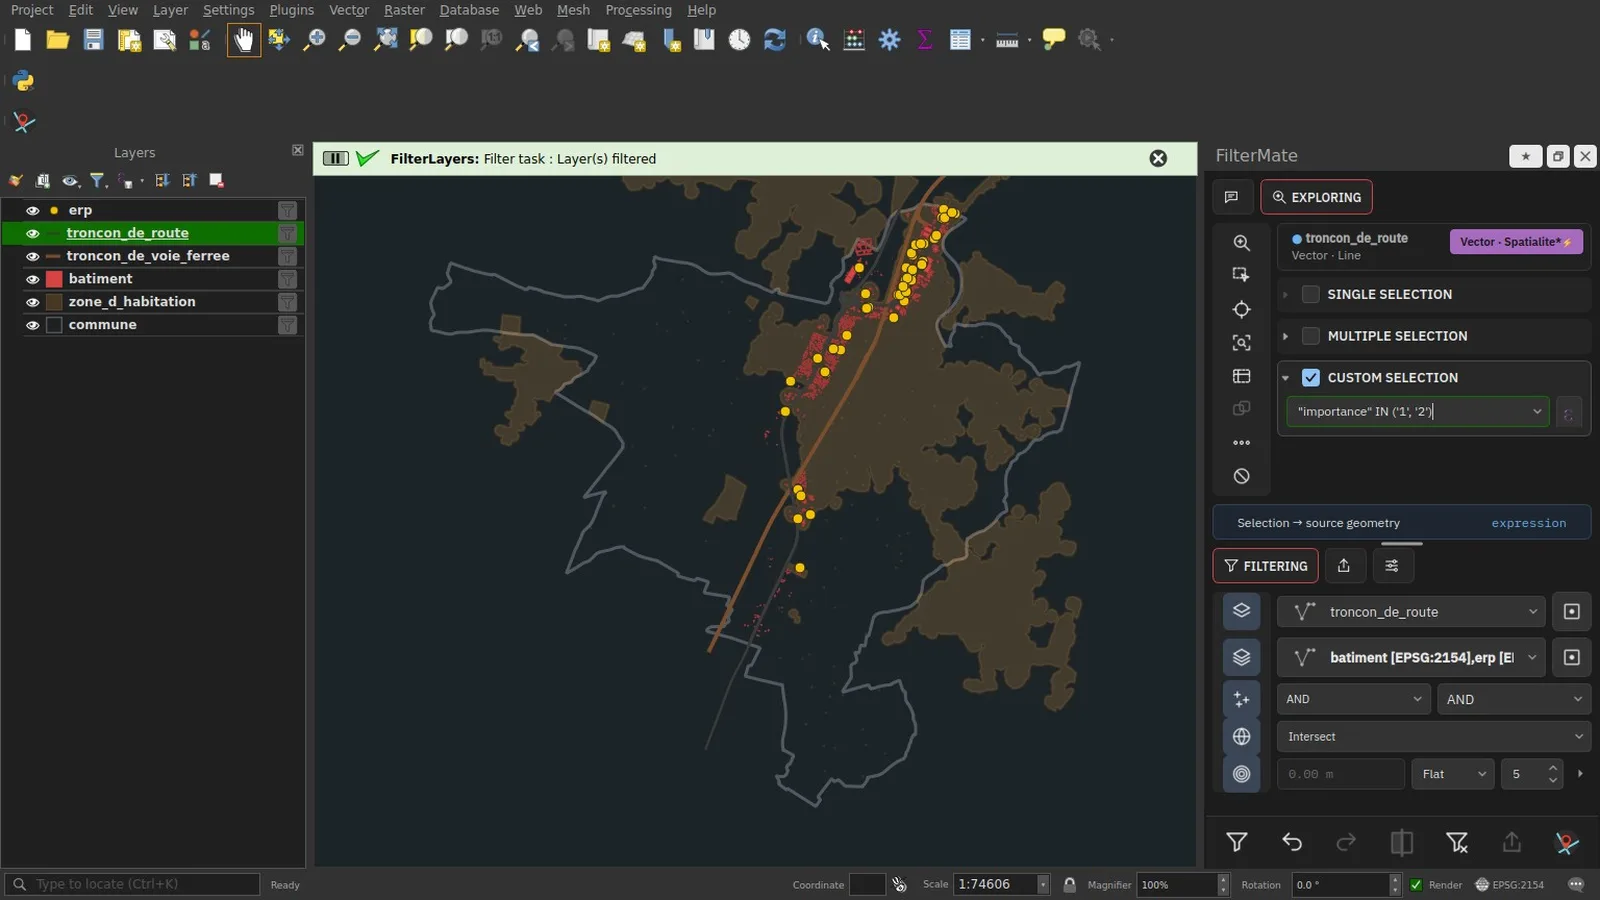 Project Edit View Layer Settings Plugins Vector Raster Database Web Mesh Processing Help
Layers
FilterLayers: Filter task : Layer(s) filtered
erp
troncon_de_route
troncon_de_voie_ferree
batiment
zone_d_habitation
commune
FilterMate
EXPLORING
troncon_de_route
Vector · Line
Vector · Spatialite*⚡
SINGLE SELECTION
MULTIPLE SELECTION
CUSTOM SELECTION
"importance" IN ('1', '2')
ε
Selection → source geometry expression
FILTERING
troncon_de_route
batiment [EPSG:2154],erp [E
AND AND
Intersect
0.00 m Flat 5
Type to locate (Ctrl+K) Ready Coordinate Scale 1:74606 Magnifier 100% Rotation 0.0 ° Render EPSG:2154